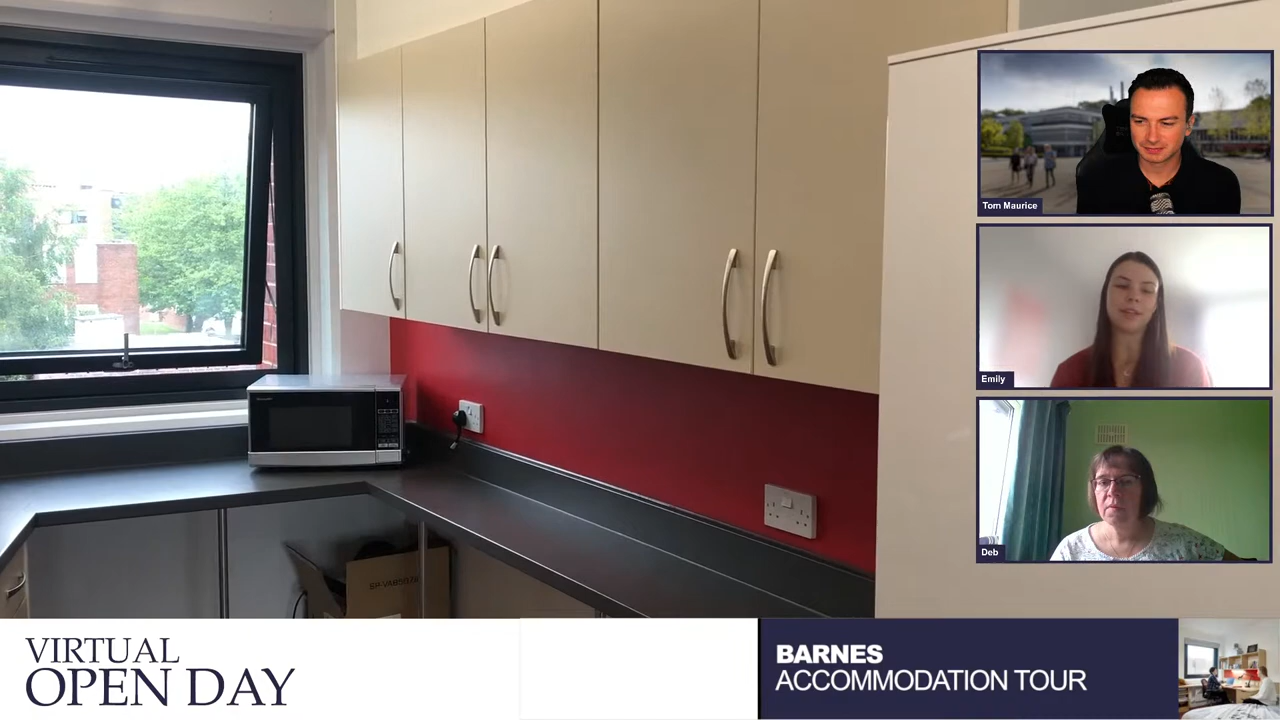 Tom Maurice
Emily
Deb
VIRTUAL
OPEN DAY
BARNES
ACCOMMODATION TOUR